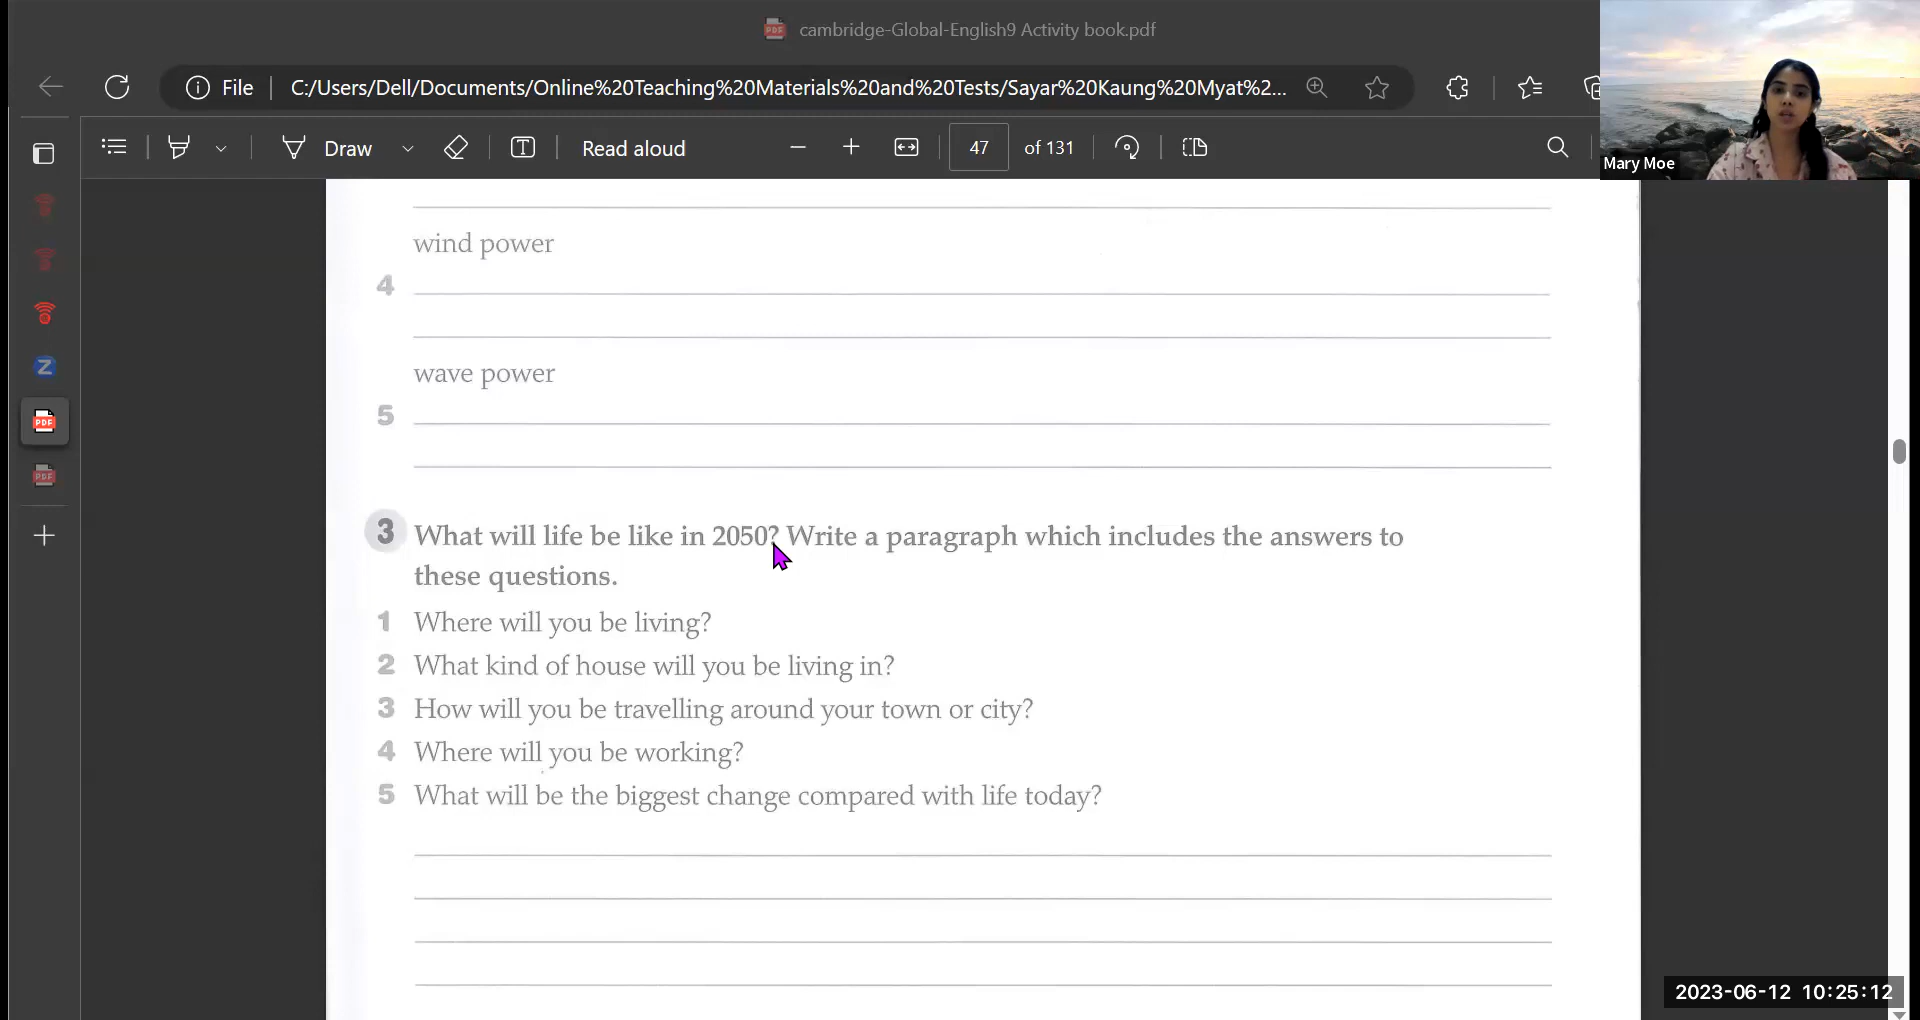 cambridge-Global-English9 Activity book.pdf
File
C:/Users/Dell/Documents/Online%20Teaching%20Materials%20and%20Tests/Sayar%20Kaung%20Myat%2...
Draw
Read aloud
47 of 131
Mary Moe
wind power
4
wave power
5
3 What will life be like in 2050? Write a paragraph which includes the answers to
these questions.
1 Where will you be living?
2 What kind of house will you be living in?
3 How will you be travelling around your town or city?
4 Where will you be working?
5 What will be the biggest change compared with life today?
2023-06-12 10:25:12